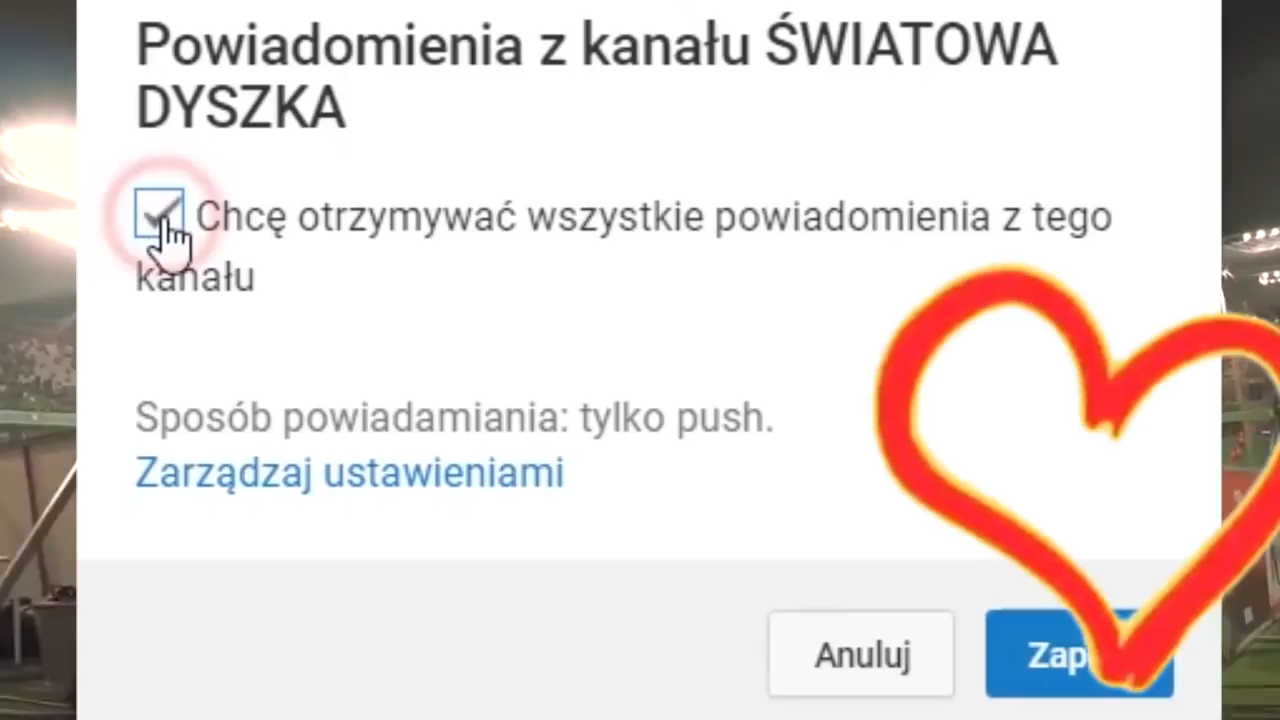 Powiadomienia z kanału ŚWIATOWA
DYSZKA
Chcę otrzymywać wszystkie powiadomienia z tego
kanału
Sposób powiadamiania: tylko push.
Zarządzaj ustawieniami
Anuluj